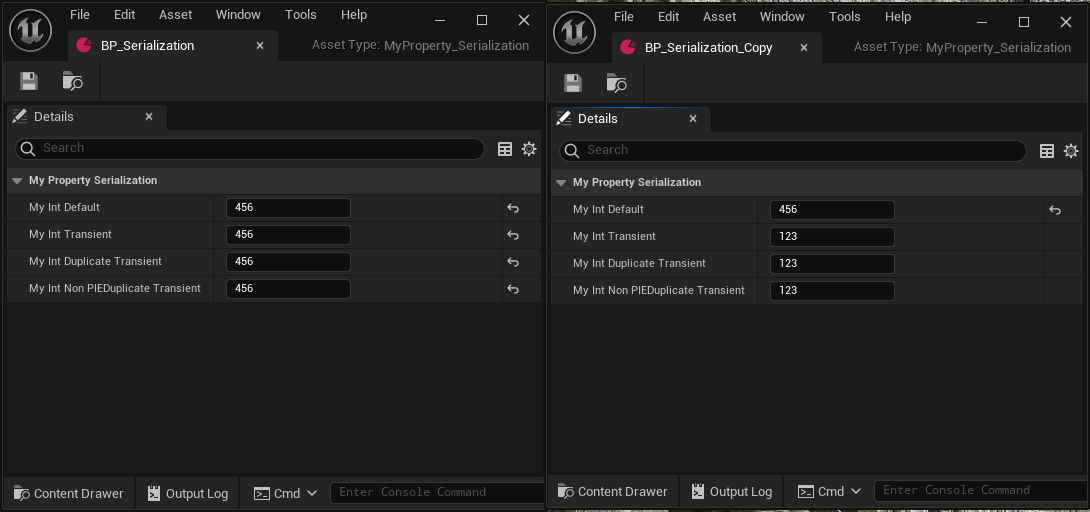 File Edit Asset Window Tools Help
BP_Serialization
Asset Type: MyProperty_Serialization
Details
Search
My Property Serialization
My Int Default 456
My Int Transient 456
My Int Duplicate Transient 456
My Int Non PIEDuplicate Transient 456
Content Drawer Output Log Cmd Enter Console Command
File Edit Asset Window Tools Help
BP_Serialization_Copy
Asset Type: MyProperty_Serialization
Details
Search
My Property Serialization
My Int Default 456
My Int Transient 123
My Int Duplicate Transient 123
My Int Non PIEDuplicate Transient 123
Content Drawer Output Log Cmd Enter Console Command